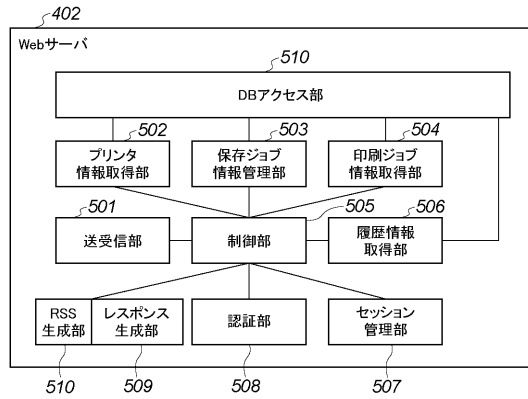 402
Webサーバ
510
DBアクセス部
502
503
504
プリンタ
情報取得部
保存ジョブ
情報管理部
印刷ジョブ
情報取得部
501
505
506
送受信部
制御部
履歴情報
取得部
RSS
生成部
レスポンス
生成部
認証部
セッション
管理部
510
509
508
507